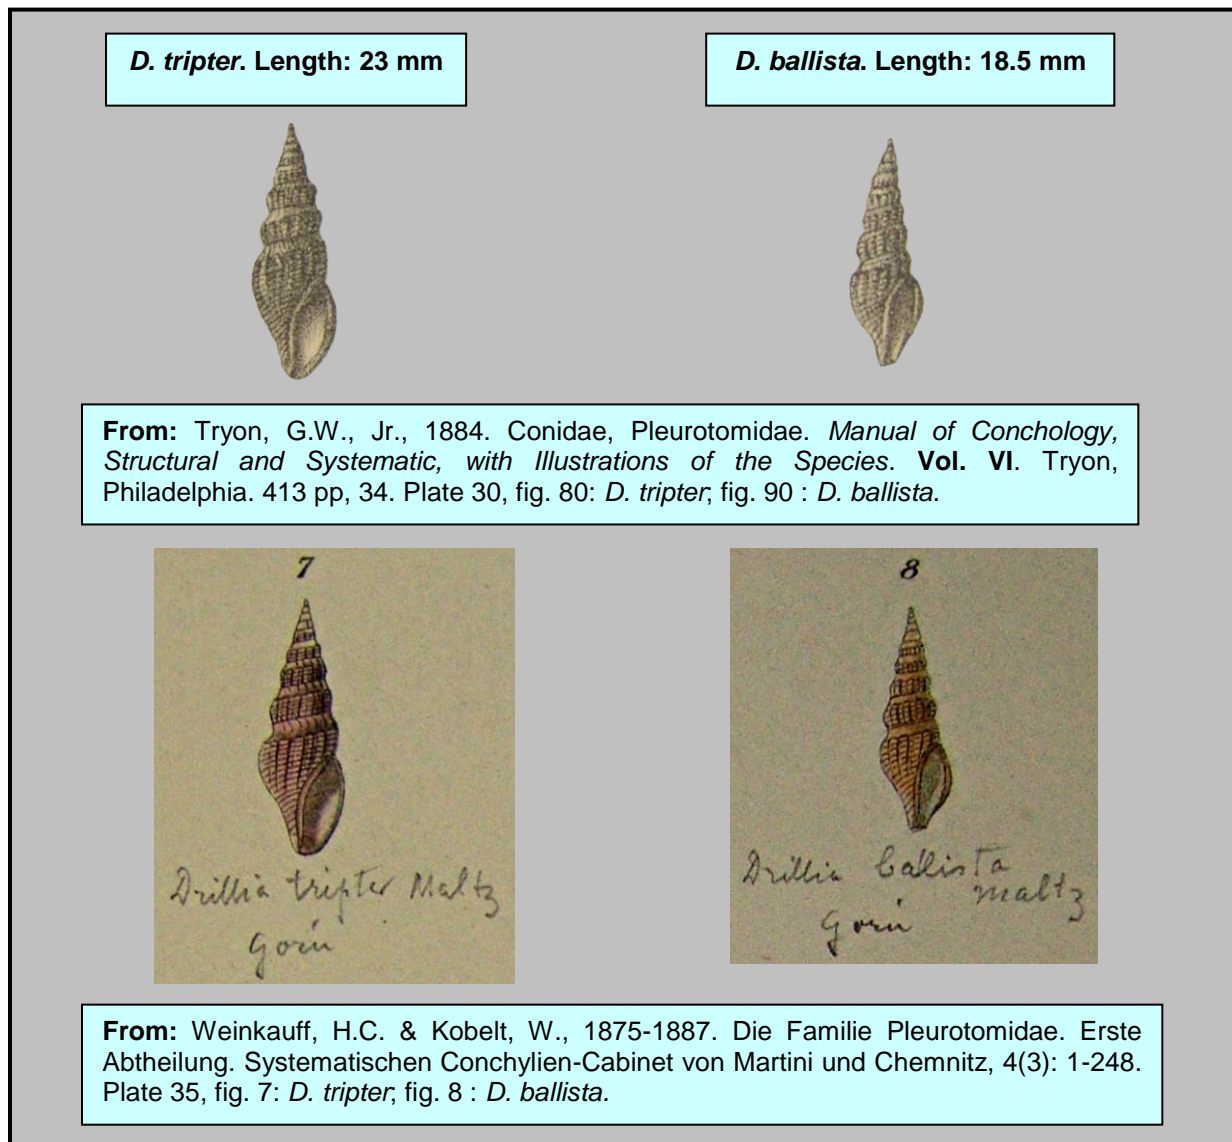 D. tripter. Length: 23 mm
D. ballista. Length: 18.5 mm
From: Tryon, G.W., Jr., 1884. Conidae, Pleurotomidae. Manual of Conchology,
Structural and Systematic, with Illustrations of the Species. Vol. VI. Tryon,
Philadelphia. 413 pp, 34. Plate 30, fig. 80: D. tripter; fig. 90 : D. ballista.
7
Drillia tripter Maltz
8
Drillia balista
Maltz
From: Weinkauff, H.C. & Kobelt, W., 1875-1887. Die Familie Pleurotomidae. Erste
Abtheilung. Systematischen Conchylien-Cabinet von Martini und Chemnitz, 4(3): 1-248.
Plate 35, fig. 7: D. tripter; fig. 8 : D. ballista.